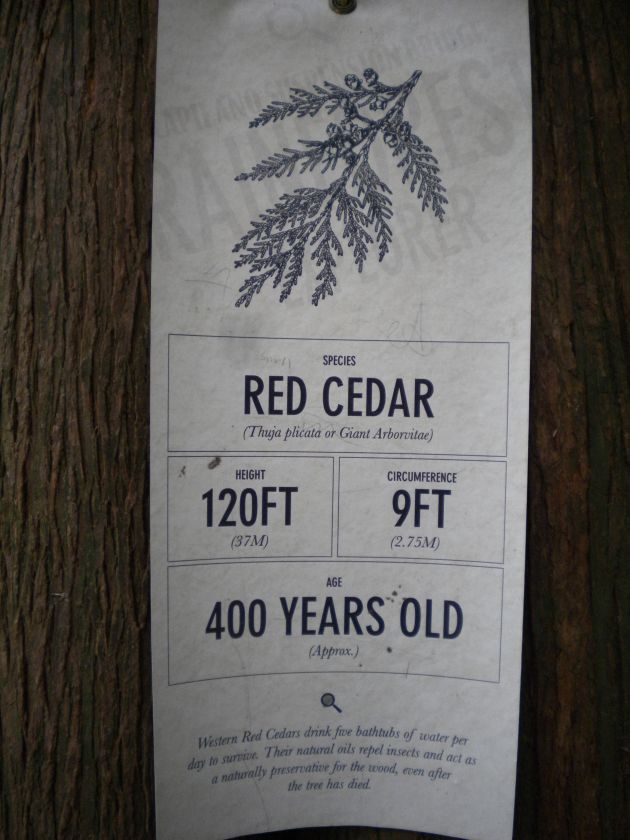 SPECIES
RED CEDAR
(Thuja plicata or Giant Arborvitae)
HEIGHT
120FT
(37M)
CIRCUMFERENCE
9FT
(2.75M)
AGE
400 YEARS OLD
(Approx.)
Western Red Cedars drink five bathtubs of water per
day to survive. Their natural oils repel insects and act as
a naturally preservative for the wood, even after
the tree has died.